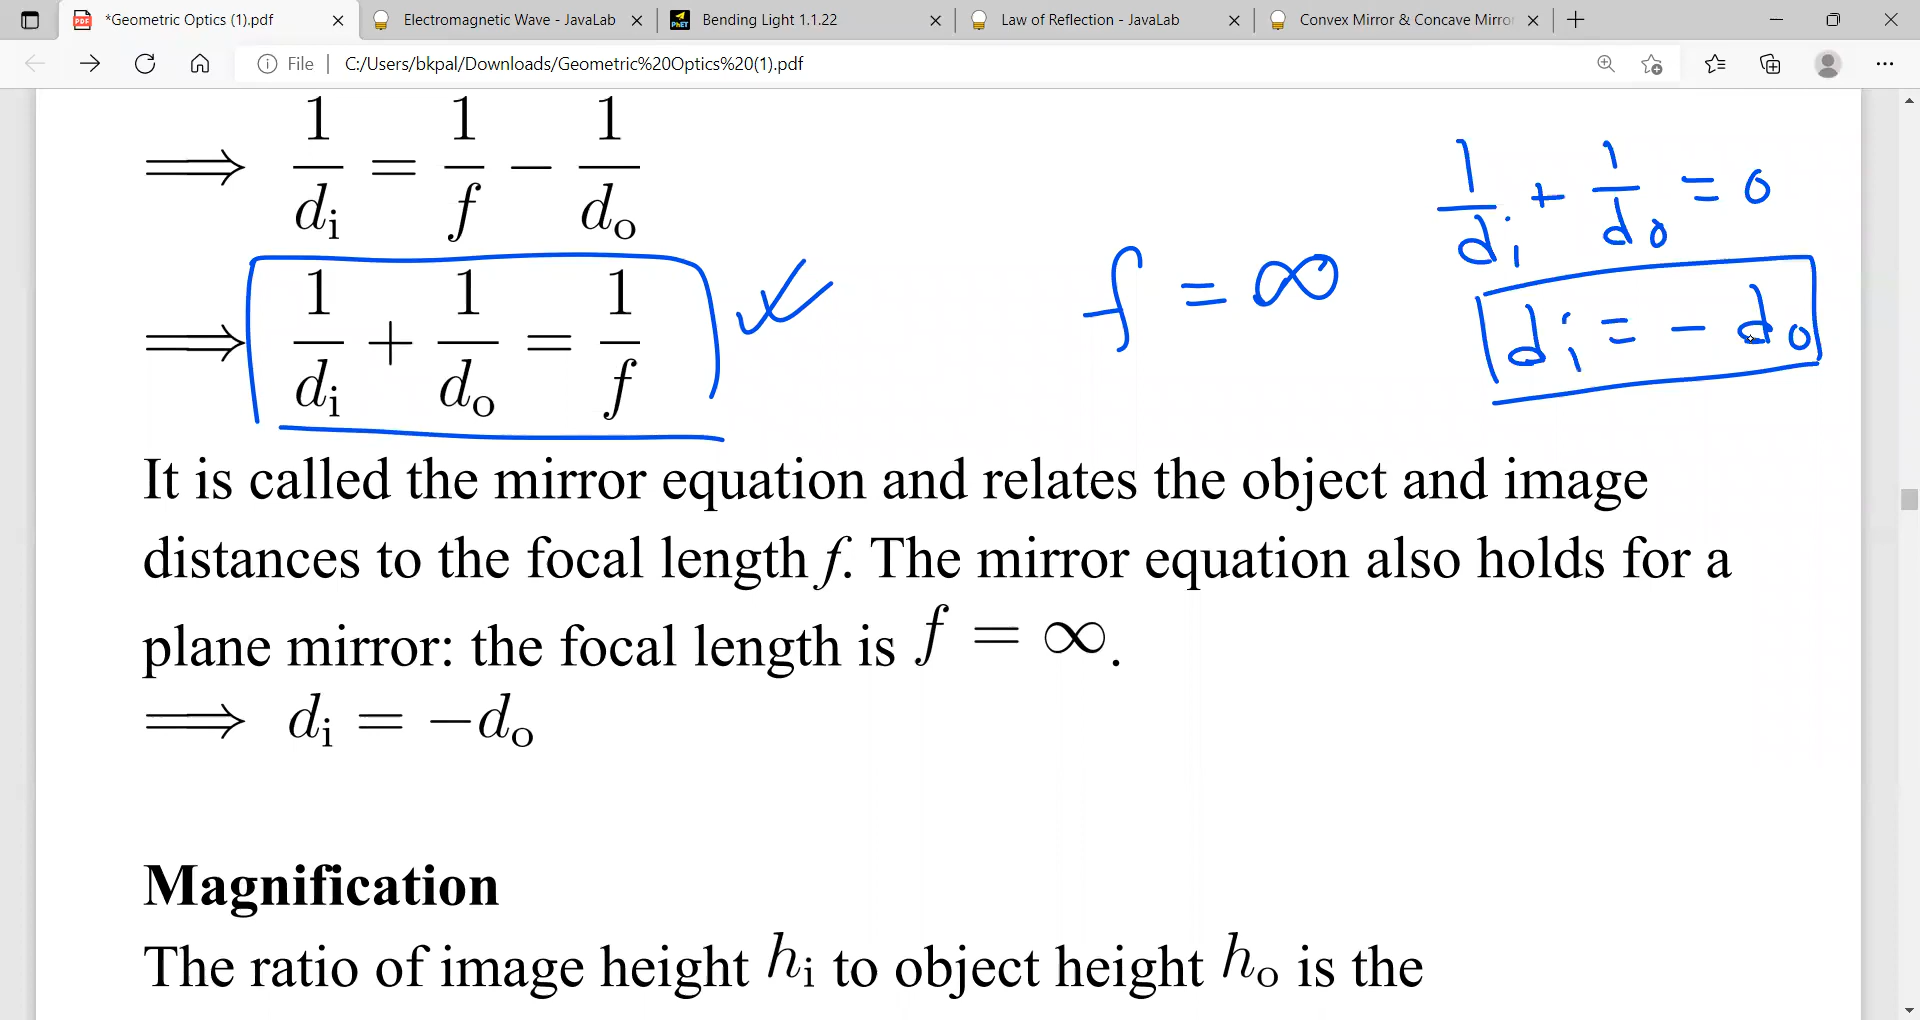 *Geometric Optics (1).pdf
Electromagnetic Wave - JavaLab
Bending Light 1.1.22
Law of Reflection - JavaLab
Convex Mirror & Concave Mirror
File | C:/Users/bkpal/Downloads/Geometric%20Optics%20(1).pdf
⟹ 1/dᵢ = 1/f − 1/dₒ
⟹ 1/dᵢ + 1/dₒ = 1/f
f = ∞
1/dᵢ + 1/dₒ = 0
dᵢ = − dₒ
It is called the mirror equation and relates the object and image
distances to the focal length f. The mirror equation also holds for a
plane mirror: the focal length is f = ∞.
⟹ dᵢ = −dₒ
Magnification
The ratio of image height hᵢ to object height hₒ is the